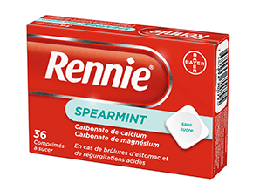 Rennie®
BAYER
SPEARMINT
Carbonate de calcium
Carbonate de magnésium
sans
sucre
36
Comprimés
à sucer
En cas de brûlures d'estomac et
de régurgitations acides